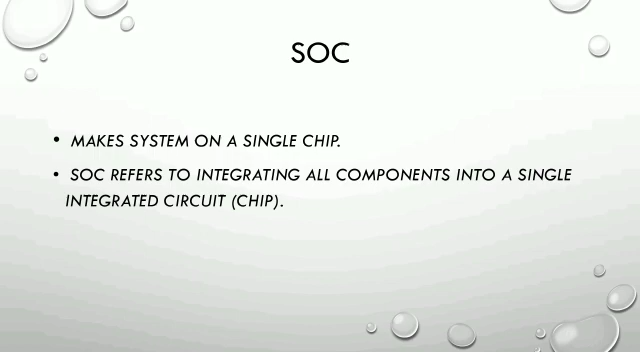 SOC
• MAKES SYSTEM ON A SINGLE CHIP.
• SOC REFERS TO INTEGRATING ALL COMPONENTS INTO A SINGLE
INTEGRATED CIRCUIT (CHIP).